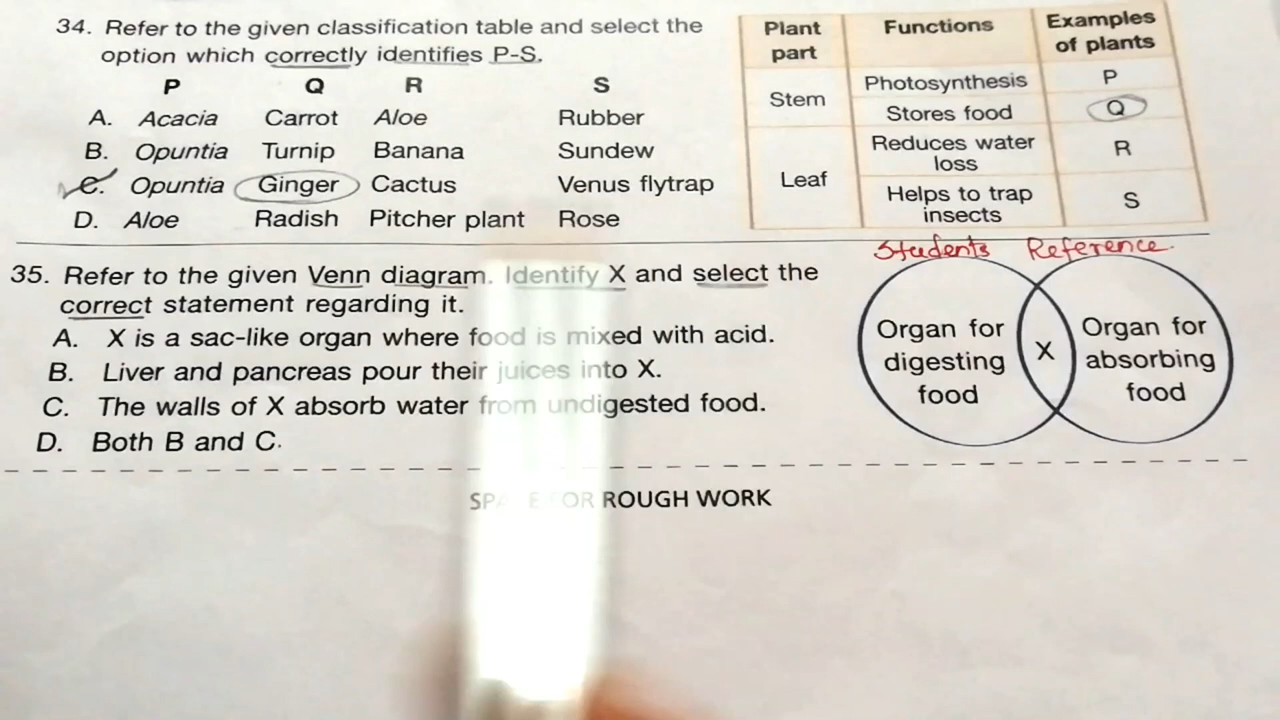 34. Refer to the given classification table and select the
option which correctly identifies P-S.
P Q R S
A. Acacia Carrot Aloe Rubber
B. Opuntia Turnip Banana Sundew
C. Opuntia Ginger Cactus Venus flytrap
D. Aloe Radish Pitcher plant Rose
Plant part Functions Examples of plants
Stem
Photosynthesis P
Stores food Q
Leaf
Reduces water loss R
Helps to trap insects S
Students Reference.
35. Refer to the given Venn diagram. Identify X and select the
correct statement regarding it.
A. X is a sac-like organ where food is mixed with acid.
B. Liver and pancreas pour their juices into X.
C. The walls of X absorb water from undigested food.
D. Both B and C.
Organ for
digesting
food
X
Organ for
absorbing
food
SPACE FOR ROUGH WORK